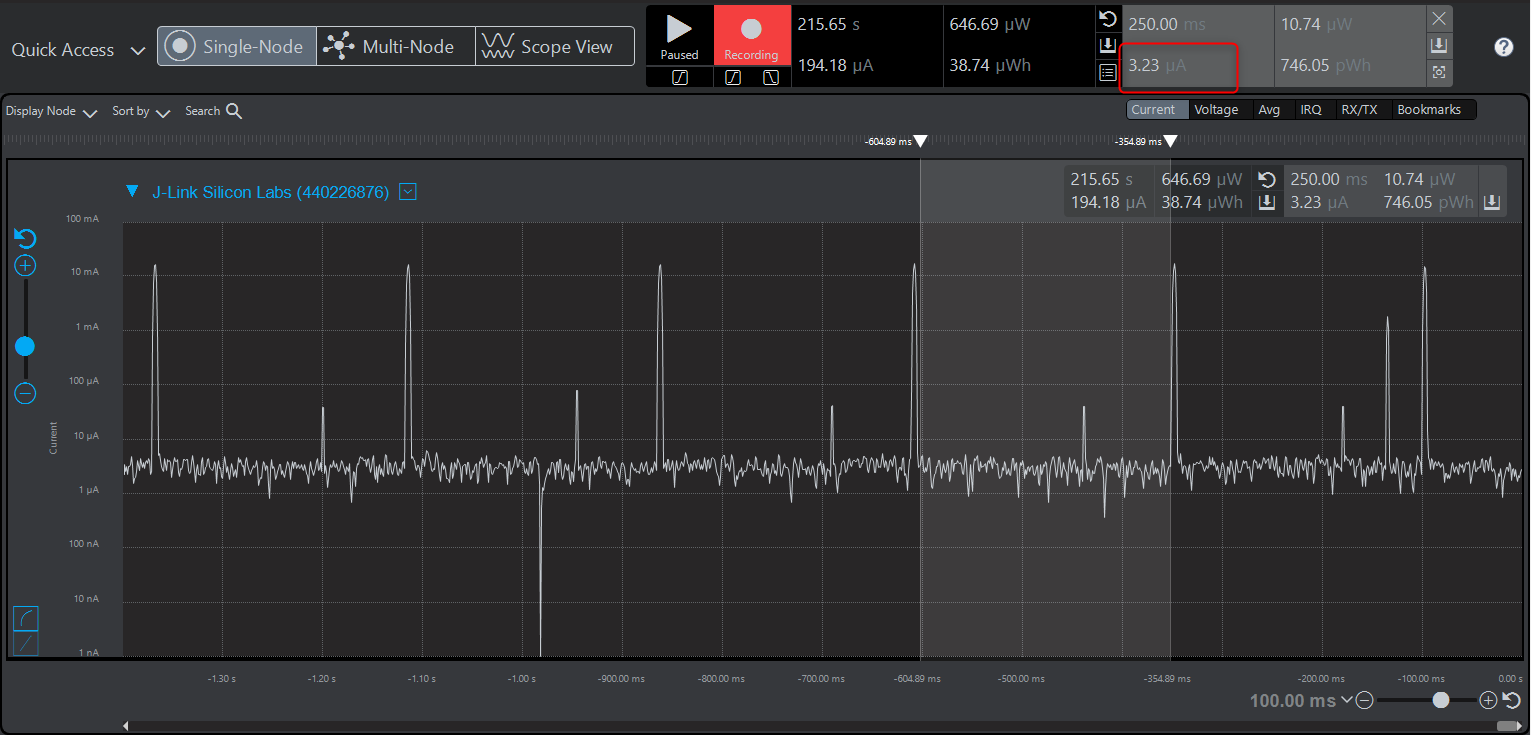 Quick Access
Single-Node
Multi-Node
Scope View
Paused
Recording
215.65 s
646.69 µW
194.18 µA
38.74 µWh
250.00 ms
10.74 µW
3.23 µA
746.05 pWh
?
Display Node
Sort by
Search
Current
Voltage
Avg
IRQ
RX/TX
Bookmarks
-604.89 ms
-354.89 ms
J-Link Silicon Labs (440226876)
215.65 s
646.69 µW
250.00 ms
10.74 µW
194.18 µA
38.74 µWh
3.23 µA
746.05 pWh
100 mA
10 mA
1 mA
100 µA
10 µA
1 µA
100 nA
10 nA
1 nA
Current
-1.30 s
-1.20 s
-1.10 s
-1.00 s
-900.00 ms
-800.00 ms
-700.00 ms
-604.89 ms
-500.00 ms
-354.89 ms
-200.00 ms
-100.00 ms
0.00 s
100.00 ms